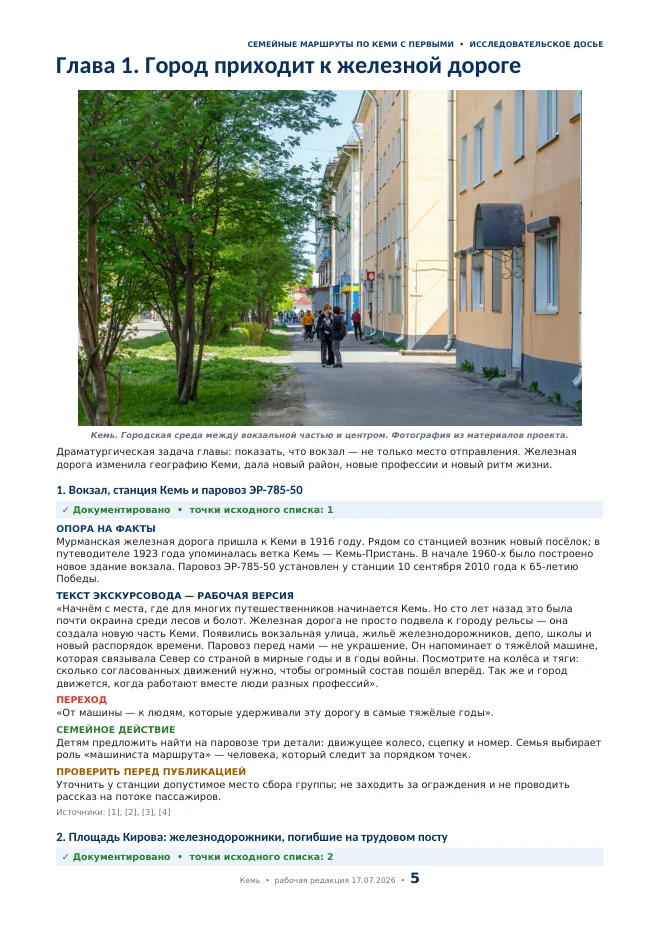 СЕМЕЙНЫЕ МАРШРУТЫ ПО КЕМИ С ПЕРВЫМИ • ИССЛЕДОВАТЕЛЬСКОЕ ДОСЬЕ
Глава 1. Город приходит к железной дороге
Кемь. Городская среда между вокзальной частью и центром. Фотография из материалов проекта.
Драматургическая задача главы: показать, что вокзал — не только место отправления. Железная
дорога изменила географию Кеми, дала новый район, новые профессии и новый ритм жизни.
1. Вокзал, станция Кемь и паровоз ЭР-785-50
✓ Документировано • точки исходного списка: 1
ОПОРА НА ФАКТЫ
Мурманская железная дорога пришла к Кеми в 1916 году. Рядом со станцией возник новый посёлок; в
путеводителе 1923 года упоминалась ветка Кемь — Кемь-Пристань. В начале 1960-х было построено
новое здание вокзала. Паровоз ЭР-785-50 установлен у станции 10 сентября 2010 года к 65-летию
Победы.
ТЕКСТ ЭКСКУРСОВОДА — РАБОЧАЯ ВЕРСИЯ
«Начнём с места, где для многих путешественников начинается Кемь. Но сто лет назад это была
почти окраина среди лесов и болот. Железная дорога не просто подвела к городу рельсы — она
создала новую часть Кеми. Появились вокзальная улица, жильё железнодорожников, депо, школы и
новый распорядок времени. Паровоз перед нами — не украшение. Он напоминает о тяжёлой машине,
которая связывала Север со страной в мирные годы и в годы войны. Посмотрите на колёса и тяги:
сколько согласованных движений нужно, чтобы огромный состав пошёл вперёд. Так же и город
движется, когда работают вместе люди разных профессий».
ПЕРЕХОД
«От машины — к людям, которые удерживали эту дорогу в самые тяжёлые годы».
СЕМЕЙНОЕ ДЕЙСТВИЕ
Детям предложить найти на паровозе три детали: движущее колесо, сцепку и номер. Семья выбирает
роль «машиниста маршрута» — человека, который следит за порядком точек.
ПРОВЕРИТЬ ПЕРЕД ПУБЛИКАЦИЕЙ
Уточнить у станции допустимое место сбора группы; не заходить за ограждения и не проводить
рассказ на потоке пассажиров.
Источники: [1], [2], [3], [4]
2. Площадь Кирова: железнодорожники, погибшие на трудовом посту
✓ Документировано • точки исходного списка: 2
Кемь • рабочая редакция 17.07.2026 • 5